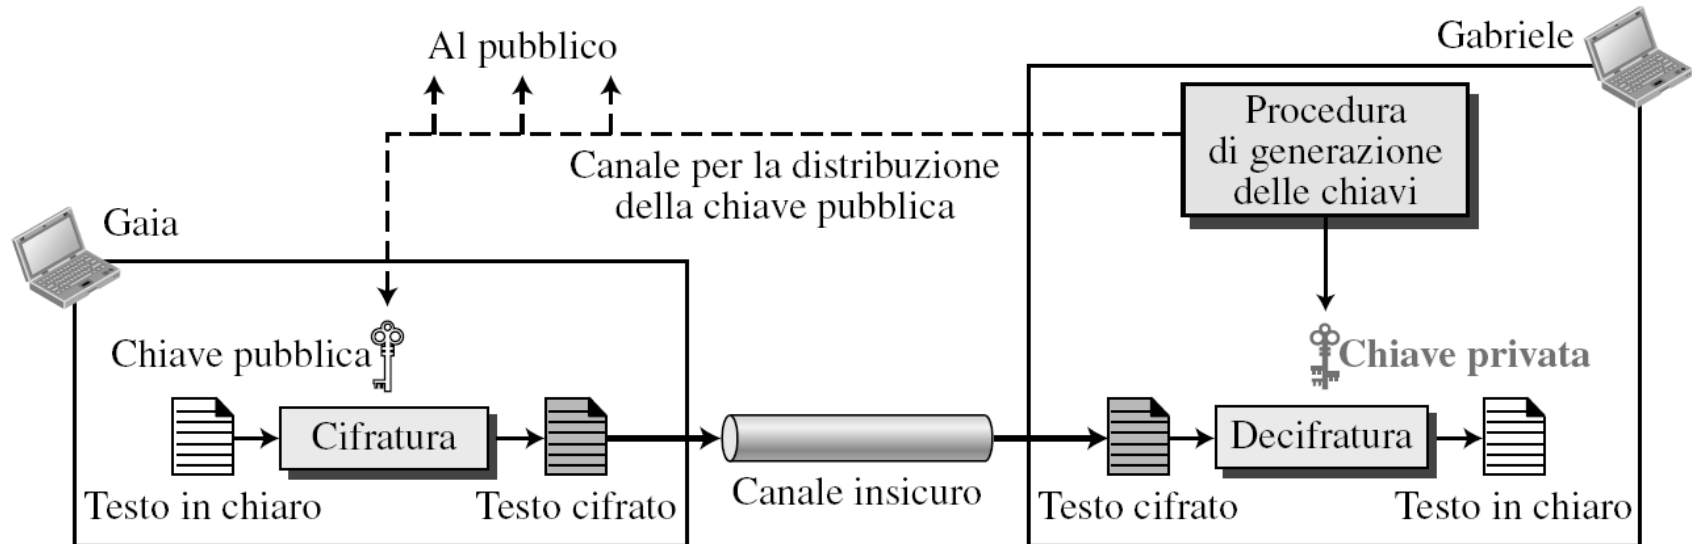 Al pubblico
Gabriele
Procedura
di generazione
delle chiavi
Canale per la distribuzione
della chiave pubblica
Gaia
Chiave pubblica
Chiave privata
Cifratura
Decifratura
Testo in chiaro
Testo cifrato
Canale insicuro
Testo cifrato
Testo in chiaro